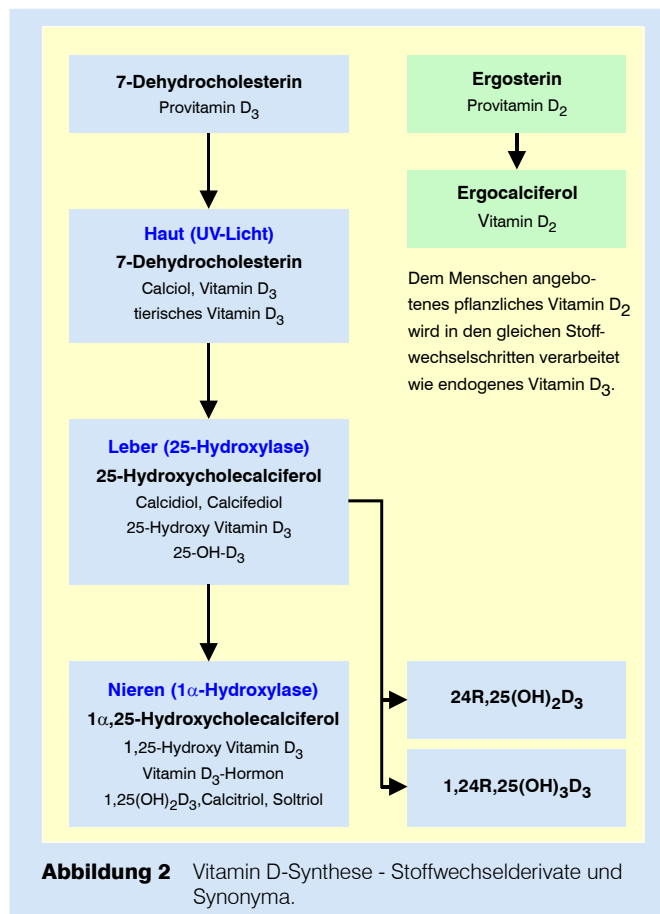 7-Dehydrocholesterin
Provitamin D₃
Haut (UV-Licht)
7-Dehydrocholesterin
Calciol, Vitamin D₃
tierisches Vitamin D₃
Leber (25-Hydroxylase)
25-Hydroxycholecalciferol
Calcidiol, Calcifediol
25-Hydroxy Vitamin D₃
25-OH-D₃
Nieren (1α-Hydroxylase)
1α,25-Hydroxycholecalciferol
1,25-Hydroxy Vitamin D₃
Vitamin D₃-Hormon
1,25(OH)₂D₃,Calcitriol, Soltriol
Ergosterin
Provitamin D₂
Ergocalciferol
Vitamin D₂
Dem Menschen angebo-
tenes pflanzliches Vitamin D₂
wird in den gleichen Stoff-
wechselschritten verarbeitet
wie endogenes Vitamin D₃.
24R,25(OH)₂D₃
1,24R,25(OH)₃D₃
Abbildung 2 Vitamin D-Synthese - Stoffwechselderivate und
Synonyma.